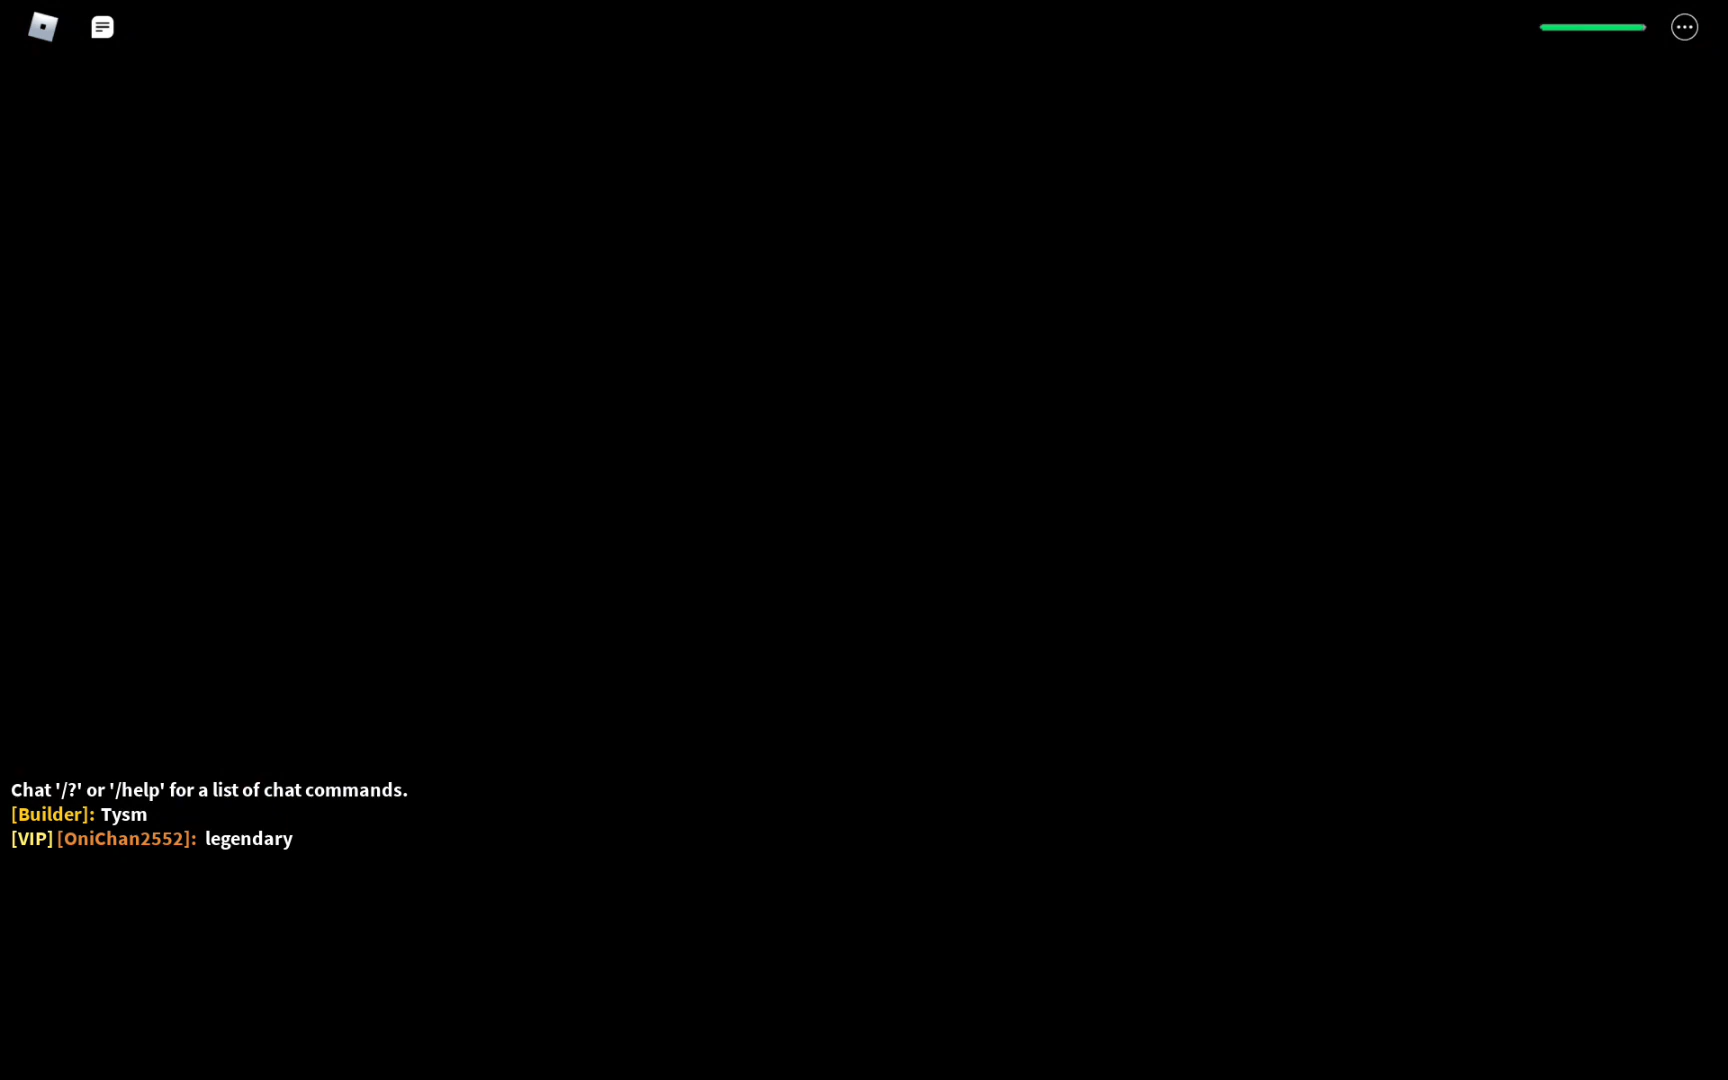 Chat '/?' or '/help' for a list of chat commands.
[Builder]: Tysm
[VIP] [OniChan2552]: legendary